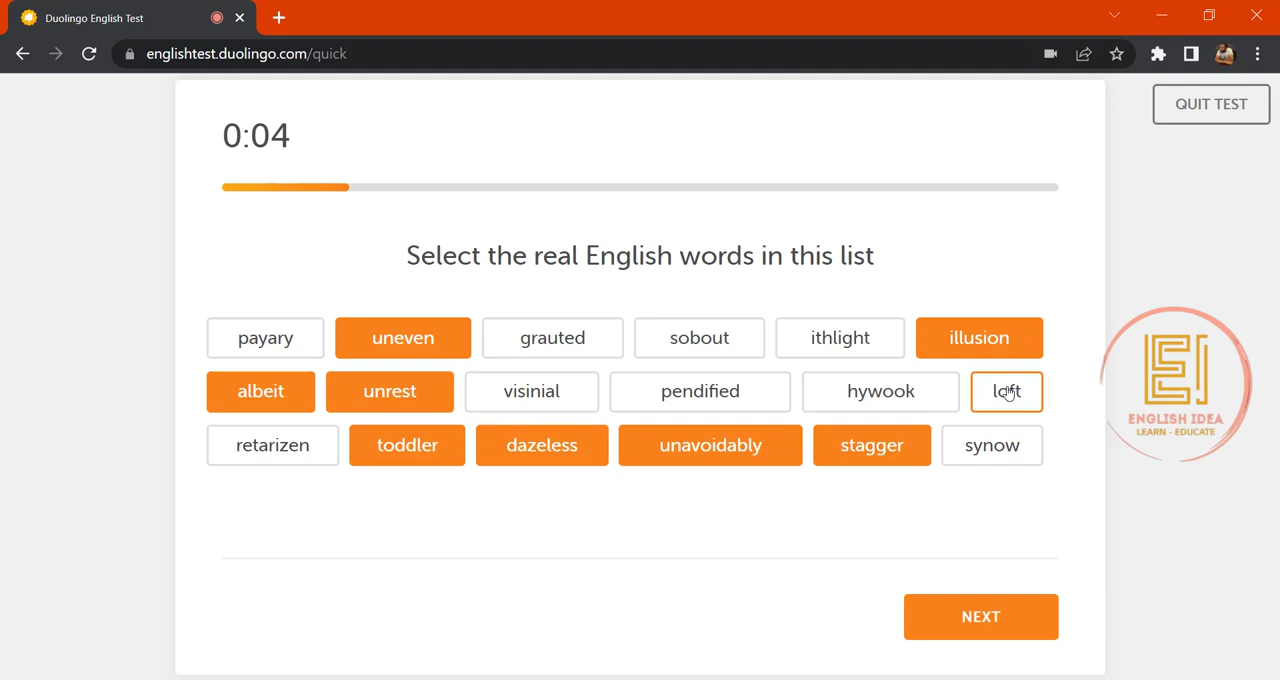 Duolingo English Test
englishtest.duolingo.com/quick
QUIT TEST
0:04
Select the real English words in this list
payary uneven grauted sobout ithlight illusion
albeit unrest visinial pendified hywook loft
retarizen toddler dazeless unavoidably stagger synow
EI
ENGLISH IDEA
LEARN - EDUCATE
NEXT